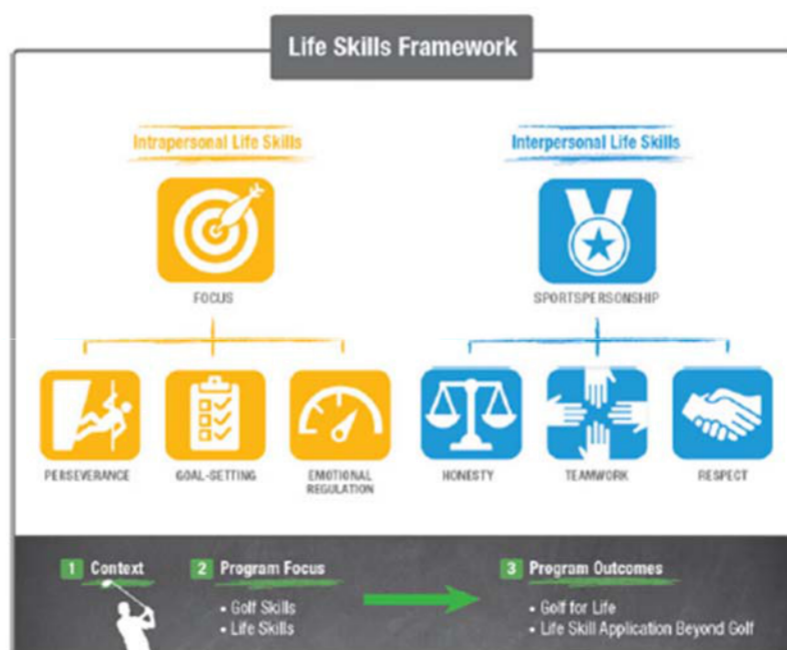 Life Skills Framework
Intrapersonal Life Skills
Interpersonal Life Skills
FOCUS
SPORTSPERSONSHIP
PERSEVERANCE
GOAL-SETTING
EMOTIONAL
REGULATION
HONESTY
TEAMWORK
RESPECT
1 Context
2 Program Focus
• Golf Skills
• Life Skills
3 Program Outcomes
• Golf for Life
• Life Skill Application Beyond Golf